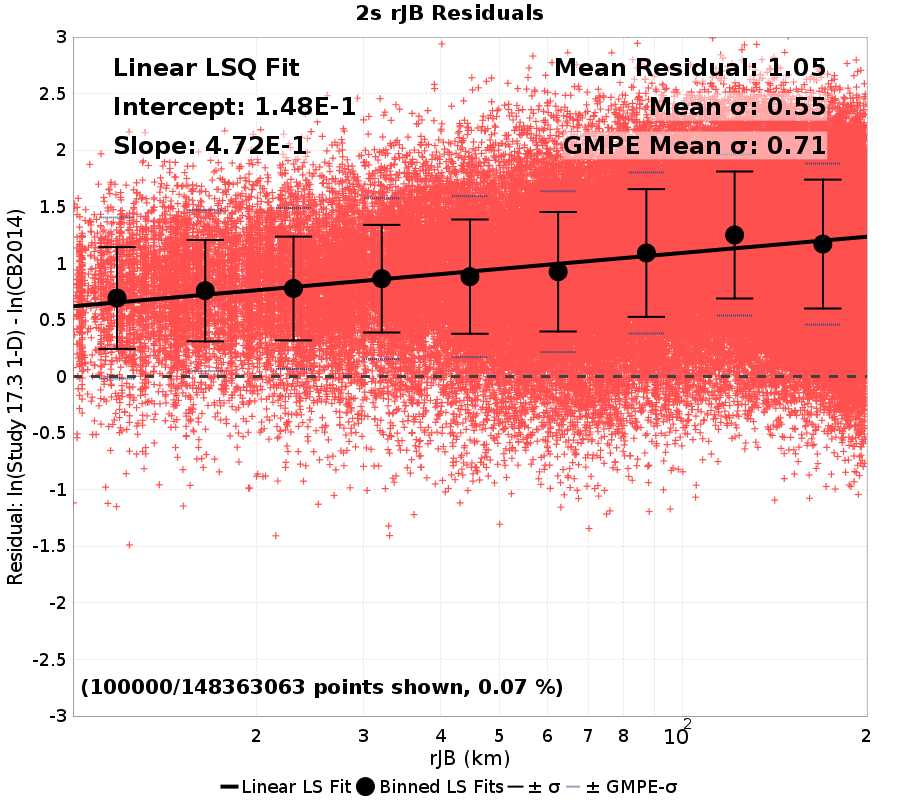 2s rJB Residuals
Linear LSQ Fit
Intercept: 1.48E-1
Slope: 4.72E-1
Mean Residual: 1.05
Mean σ: 0.55
GMPE Mean σ: 0.71
Residual: ln(Study 17.3 1-D) - ln(CB2014)
3
2.5
2
1.5
1
0.5
0
-0.5
-1
-1.5
-2
-2.5
-3
(100000/148363063 points shown, 0.07 %)
2 3 4 5 6 7 8 10² 2
rJB (km)
Linear LS Fit Binned LS Fits ± σ ± GMPE-σ